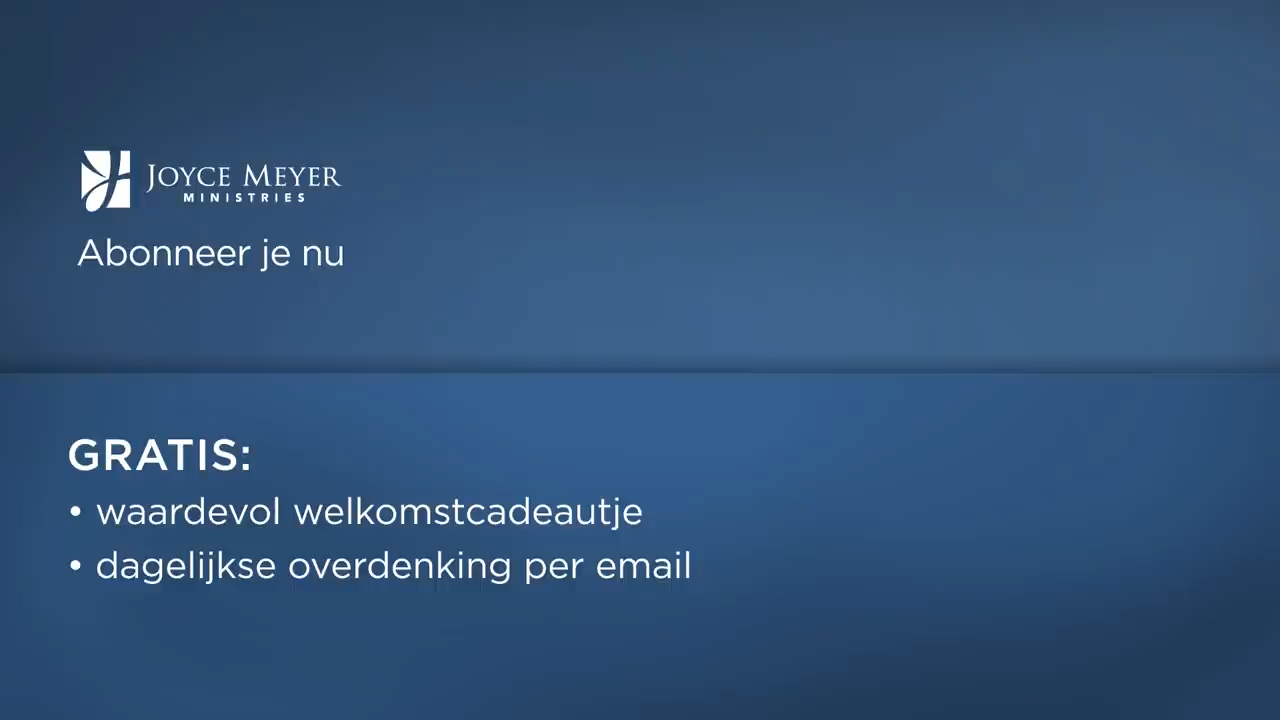 JOYCE MEYER
MINISTRIES
Abonneer je nu
GRATIS:
• waardevol welkomstcadeautje
• dagelijkse overdenking per email